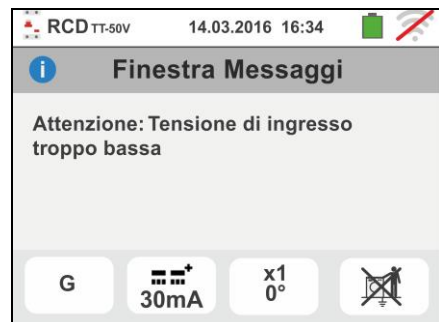 RCD TT-50V 14.03.2016 16:34
Finestra Messaggi
Attenzione: Tensione di ingresso
troppo bassa
G
30mA
x1
0°